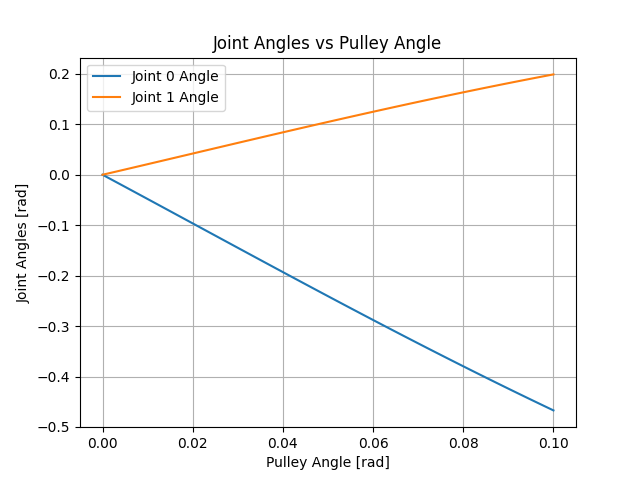 Joint Angles vs Pulley Angle
Joint 0 Angle
Joint 1 Angle
0.2
0.1
0.0
−0.1
−0.2
−0.3
−0.4
−0.5
Joint Angles [rad]
0.00 0.02 0.04 0.06 0.08 0.10
Pulley Angle [rad]